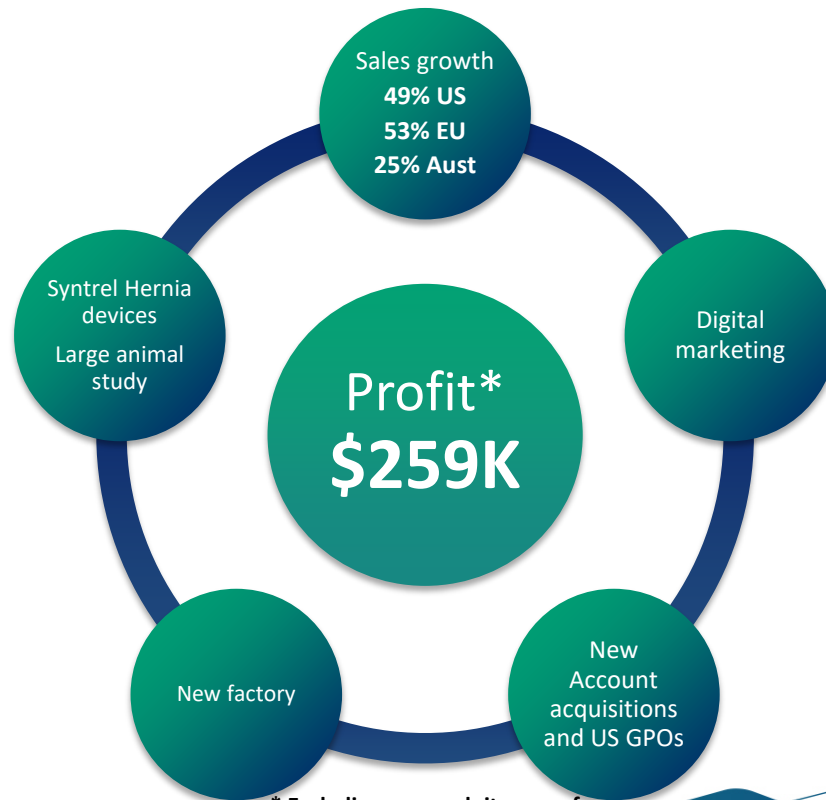 Sales growth
49% US
53% EU
25% Aust
Syntrel Hernia
devices
Large animal
study
Digital
marketing
Profit*
$259K
New factory
New
Account
acquisitions
and US GPOs